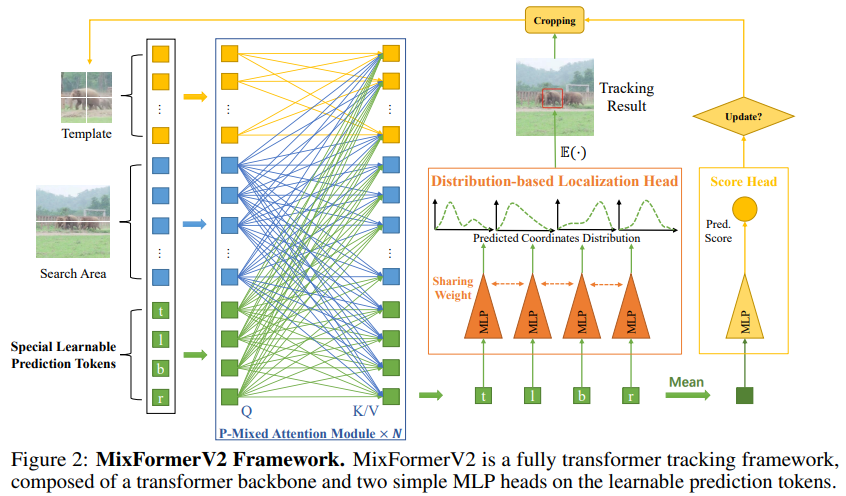 Cropping
Template
Search Area
Special Learnable
Prediction Tokens
⋮
⋮
t
l
b
r
⋮
⋮
⋮
⋮
Q
K/V
P-Mixed Attention Module × N
Tracking
Result
𝔼(·)
Distribution-based Localization Head
Predicted Coordinates Distribution
Sharing
Weight
MLP
MLP
MLP
MLP
t
l
b
r
Mean
Update?
Score Head
Pred.
Score
MLP
Figure 2: MixFormerV2 Framework. MixFormerV2 is a fully transformer tracking framework,
composed of a transformer backbone and two simple MLP heads on the learnable prediction tokens.